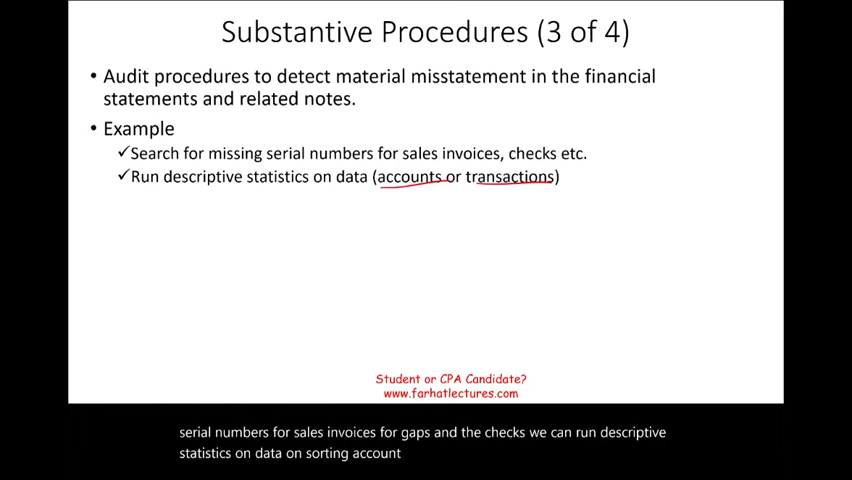 Substantive Procedures (3 of 4)
• Audit procedures to detect material misstatement in the financial
statements and related notes.
• Example
✓Search for missing serial numbers for sales invoices, checks etc.
✓Run descriptive statistics on data (accounts or transactions)
Student or CPA Candidate?
www.farhatlectures.com
serial numbers for sales invoices for gaps and the checks we can run descriptive
statistics on data on sorting account